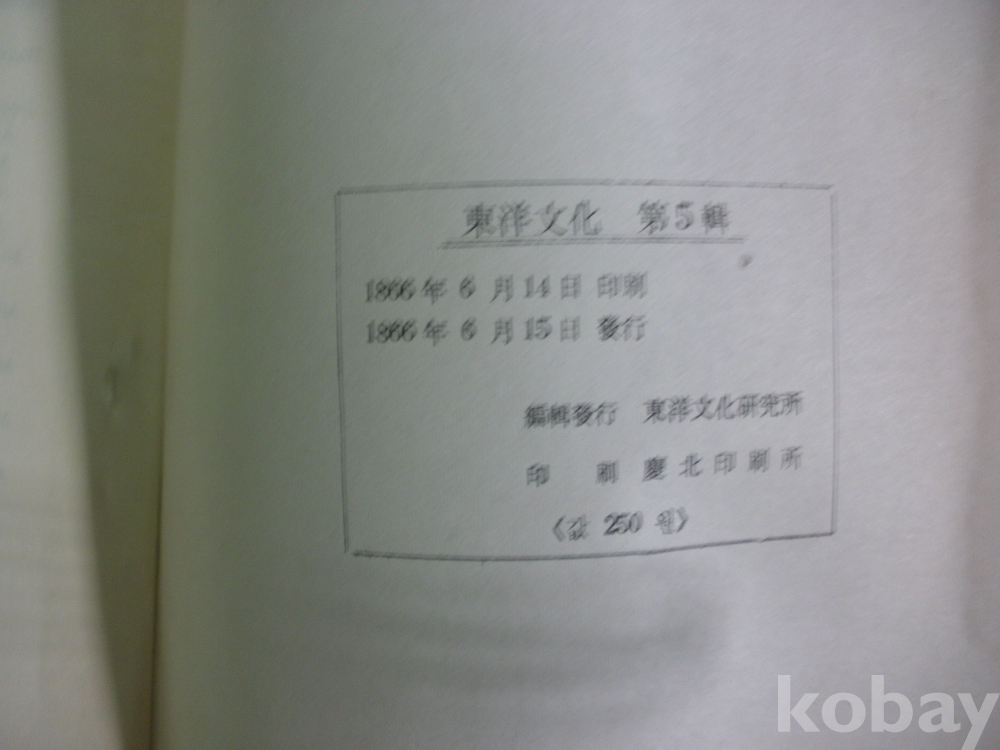 東洋文化 第5輯
1966年 6 月14日 印刷
1966年 6 月15日 發行
編輯發行 東洋文化研究所
印 刷 慶北印刷所
《값 250 원》
kobay